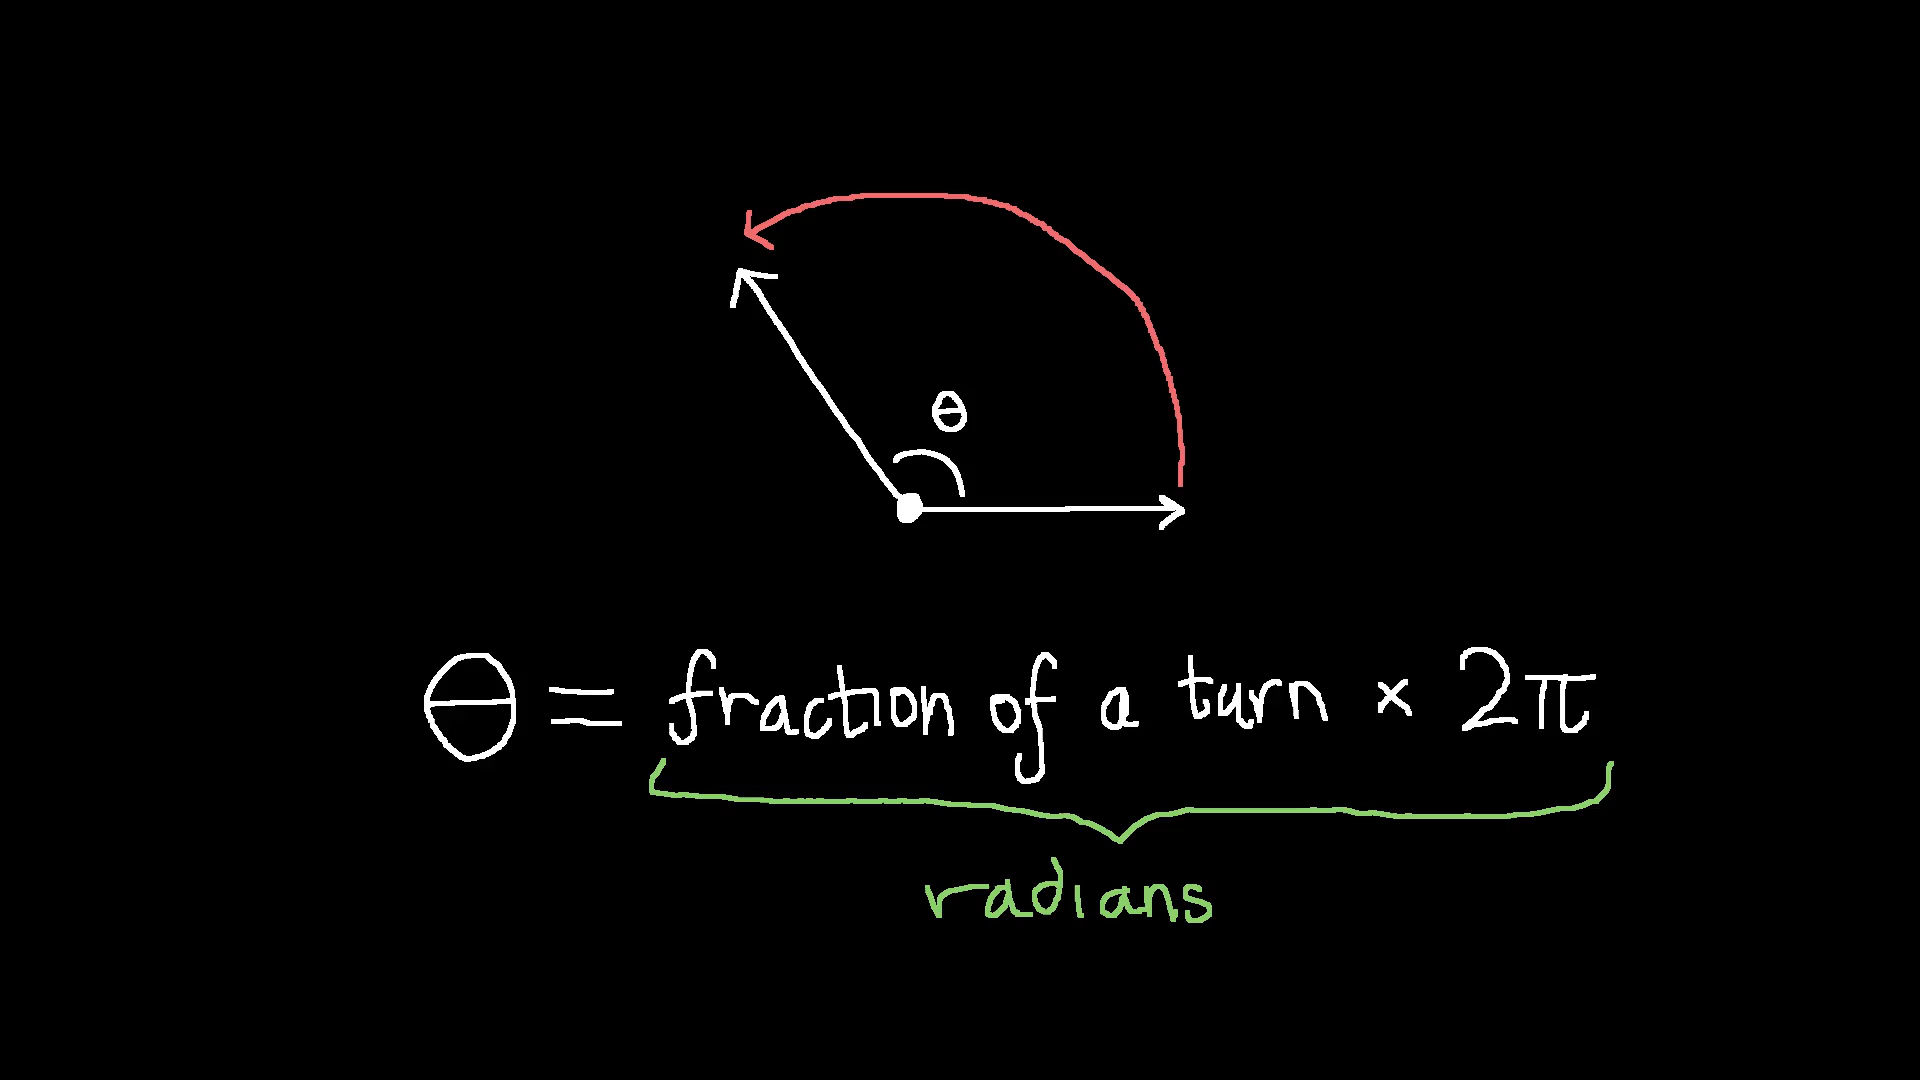 θ
θ = fraction of a turn × 2π
radians